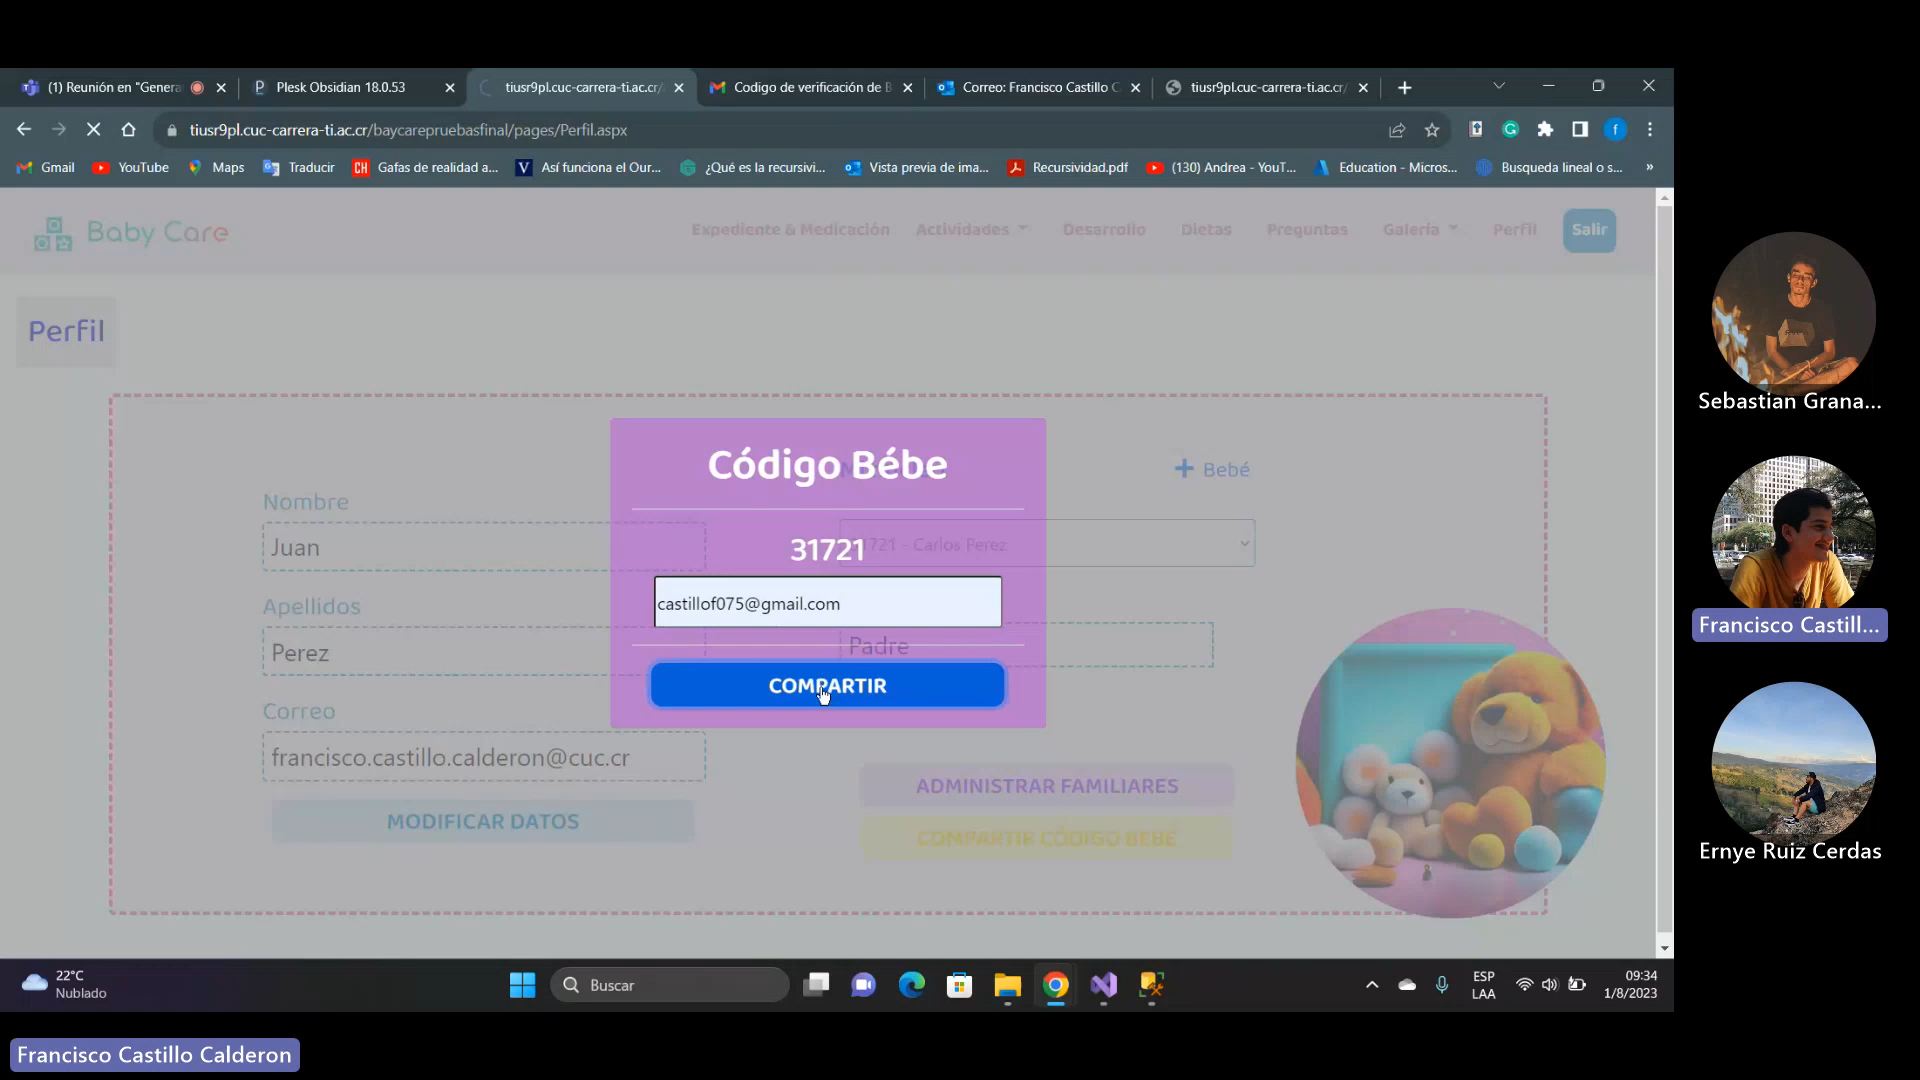 (1) Reunión en "Genera
Plesk Obsidian 18.0.53
tiusr9pl.cuc-carrera-ti.ac.cr/
Codigo de verificación de B
Correo: Francisco Castillo C
tiusr9pl.cuc-carrera-ti.ac.cr/
tiusr9pl.cuc-carrera-ti.ac.cr/baycarepruebasfinal/pages/Perfil.aspx
f
Gmail
YouTube
Maps
Traducir
CH
Gafas de realidad a...
V
Así funciona el Our...
¿Qué es la recursivi...
Vista previa de ima...
Recursividad.pdf
(130) Andrea - YouT...
Education - Micros...
Busqueda lineal o s...
»
Baby Care
Expediente & Medicación
Actividades
Desarrollo
Dietas
Preguntas
Galería
Perfil
Salir
Perfil
Nombre
Juan
Apellidos
Perez
Correo
francisco.castillo.calderon@cuc.cr
MODIFICAR DATOS
Código Bébe
31721
castillof075@gmail.com
COMPARTIR
+ Bebé
1721 - Carlos Perez
Padre
ADMINISTRAR FAMILIARES
COMPARTIR CÓDIGO BEBÉ
Sebastian Grana...
Francisco Castill...
Ernye Ruiz Cerdas
22°C
Nublado
Buscar
ESP
LAA
09:34
1/8/2023
Francisco Castillo Calderon